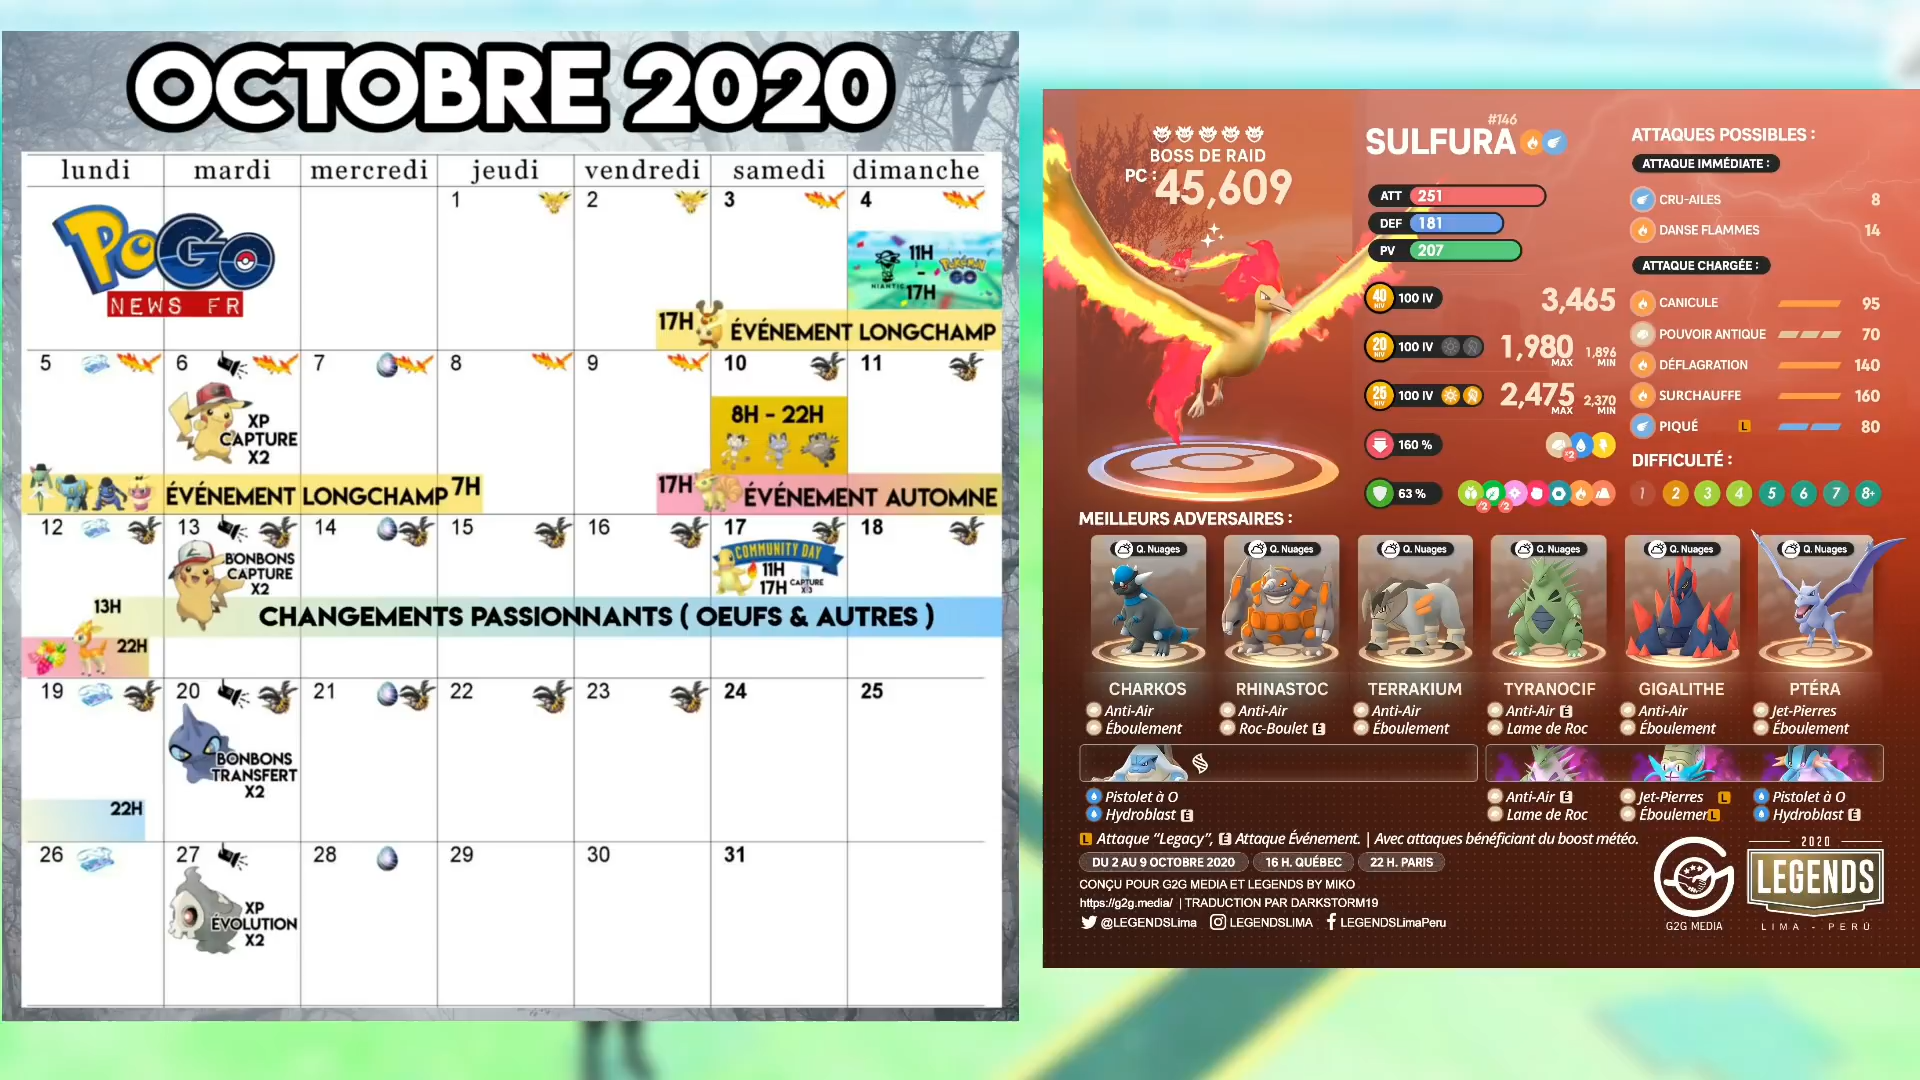 OCTOBRE 2020
lundi mardi mercredi jeudi vendredi samedi dimanche
1 2 3 4
PoGo
NEWS FR
11H
-
17H
NIANTIC
Pokémon
GO
17H ÉVÉNEMENT LONGCHAMP
5 6 7 8 9 10 11
XP
CAPTURE
X2
8H - 22H
ÉVÉNEMENT LONGCHAMP 7H
17H ÉVÉNEMENT AUTOMNE
12 13 14 15 16 17 18
BONBONS
CAPTURE
X2
COMMUNITY DAY
11H
17H
CAPTURE
X3
13H
CHANGEMENTS PASSIONNANTS ( OEUFS & AUTRES )
22H
19 20 21 22 23 24 25
BONBONS
TRANSFERT
X2
22H
26 27 28 29 30 31
XP
ÉVOLUTION
X2
BOSS DE RAID
PC : 45,609
#146
SULFURA
ATT 251
DEF 181
PV 207
40 NIV 100 IV 3,465
20 NIV 100 IV 1,980 MAX 1,896 MIN
25 NIV 100 IV 2,475 MAX 2,370 MIN
160 % x2
63 % x2 x2
ATTAQUES POSSIBLES :
ATTAQUE IMMÉDIATE :
CRU-AILES 8
DANSE FLAMMES 14
ATTAQUE CHARGÉE :
CANICULE 95
POUVOIR ANTIQUE 70
DÉFLAGRATION 140
SURCHAUFFE 160
PIQUÉ L 80
DIFFICULTÉ :
1 2 3 4 5 6 7 8+
MEILLEURS ADVERSAIRES :
Q. Nuages Q. Nuages Q. Nuages Q. Nuages Q. Nuages Q. Nuages
CHARKOS RHINASTOC TERRAKIUM TYRANOCIF GIGALITHE PTÉRA
Anti-Air Anti-Air Anti-Air Anti-Air É Anti-Air Jet-Pierres
Éboulement Roc-Boulet É Éboulement Lame de Roc Éboulement Éboulement
Pistolet à O Anti-Air É Jet-Pierres L Pistolet à O
Hydroblast É Lame de Roc Éboulemen L Hydroblast É
L Attaque “Legacy”, É Attaque Événement. | Avec attaques bénéficiant du boost météo.
DU 2 AU 9 OCTOBRE 2020 16 H. QUÉBEC 22 H. PARIS
CONÇU POUR G2G MEDIA ET LEGENDS BY MIKO
https://g2g.media/ | TRADUCTION PAR DARKSTORM19
@LEGENDSLima LEGENDSLIMA LEGENDSLimaPeru
G2G MEDIA
2020
LEGENDS
LIMA - PERÚ